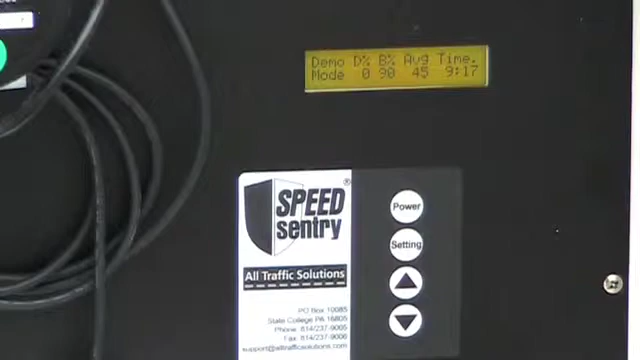 Demo D% B% Avg Time.
Mode 0 90 45 9:17
SPEED®
sentry
All Traffic Solutions
PO Box 10085
State College PA 16805
Phone: 814/237-9005
Fax: 814/237-9006
support@alltrafficsolutions.com
Power
Setting